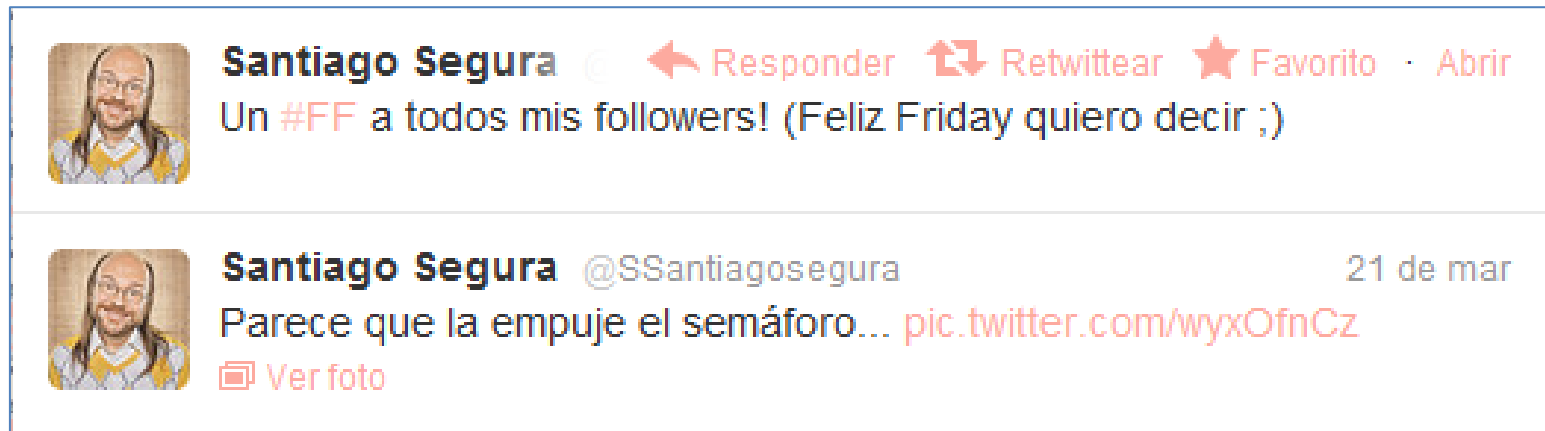 Santiago Segura @ Responder Retwittear Favorito · Abrir
Un #FF a todos mis followers! (Feliz Friday quiero decir ;)
Santiago Segura @SSantiagosegura 21 de mar
Parece que la empuje el semáforo... pic.twitter.com/wyxOfnCz
Ver foto